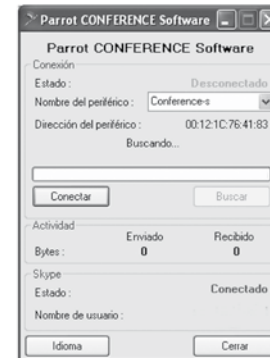 Parrot CONFERENCE Software
Parrot CONFERENCE Software
Conexión
Estado : Desconectado
Nombre del periférico : Conference-s
Dirección del periférico : 00:12:1C:76:41:83
Buscando...
Conectar Buscar
Actividad
Enviado Recibido
Bytes : 0 0
Skype
Estado : Conectado
Nombre de usuario :
Idioma Cerrar